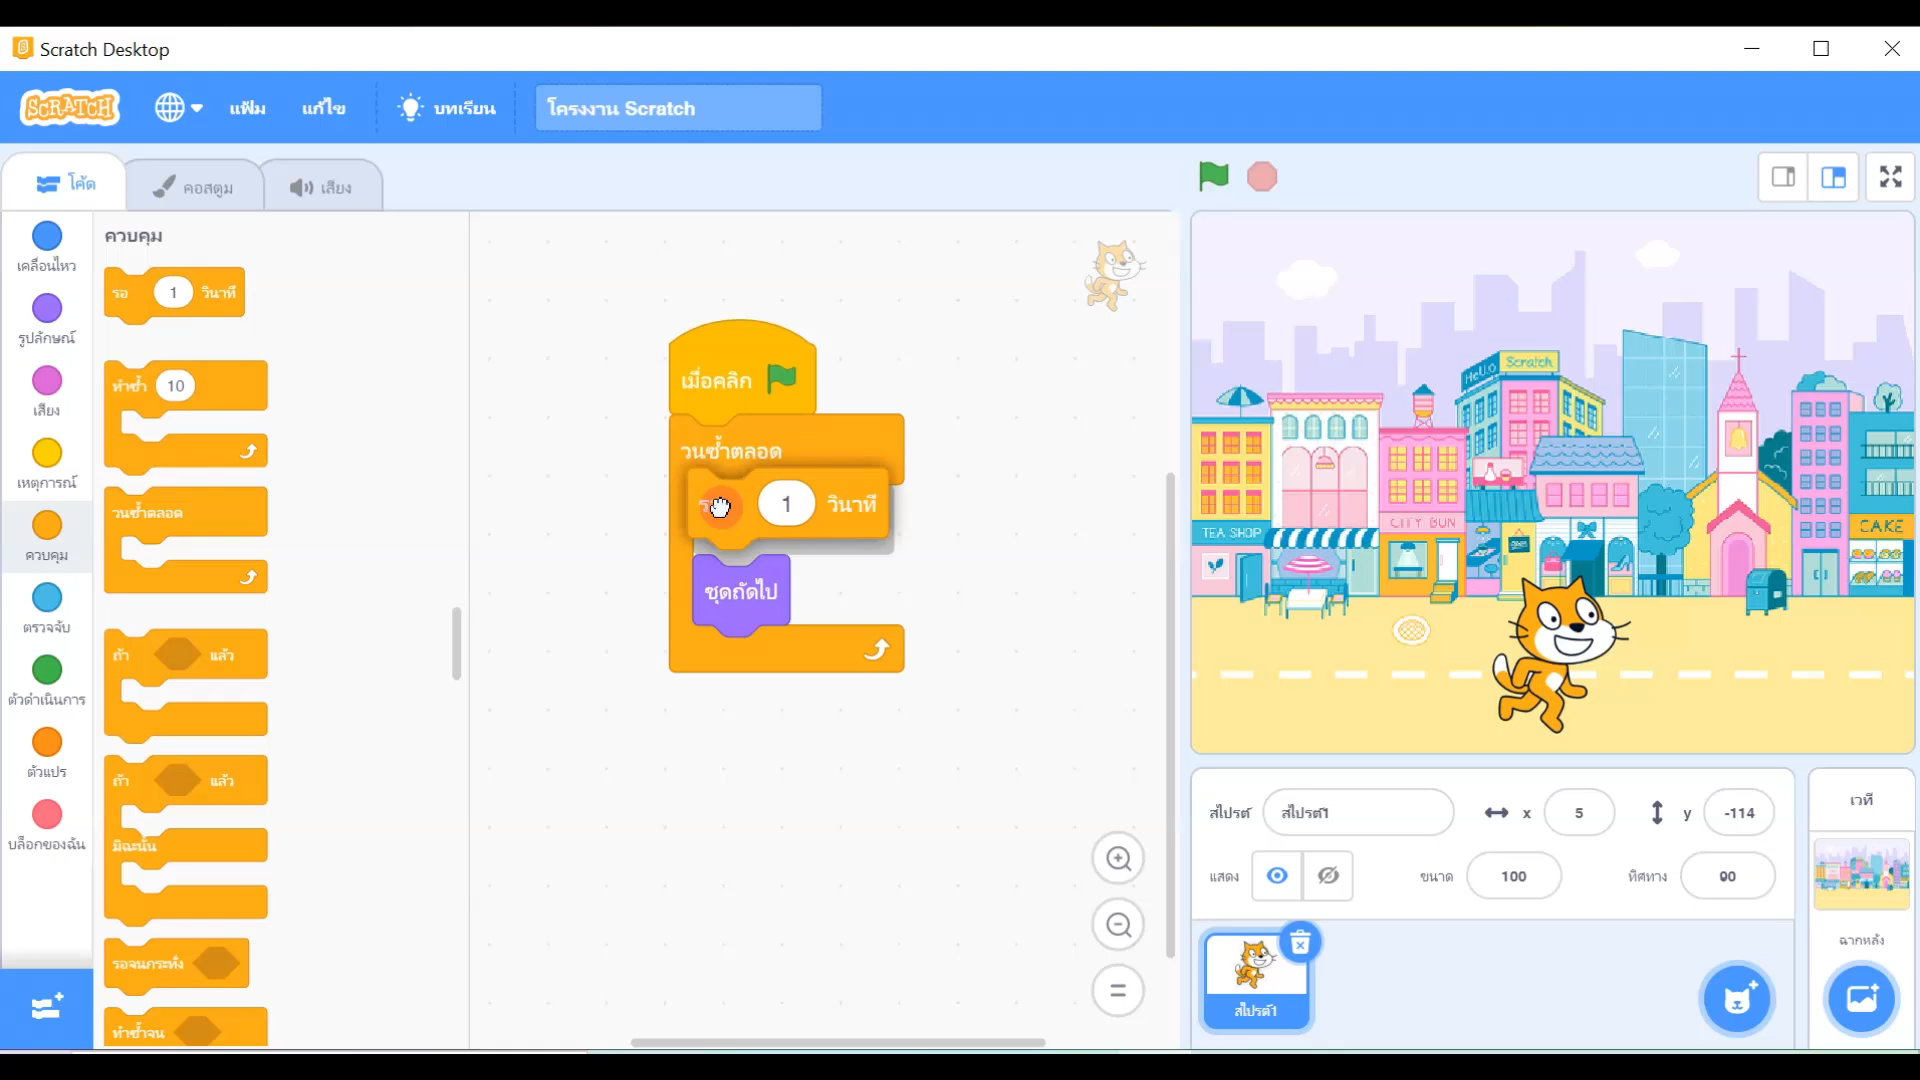 Scratch Desktop
SCRATCH
แฟ้ม
แก้ไข
บทเรียน
โครงงาน Scratch
โค้ด
คอสตูม
เสียง
เคลื่อนไหว
รูปลักษณ์
เสียง
เหตุการณ์
ควบคุม
ตรวจจับ
ตัวดำเนินการ
ตัวแปร
บล็อกของฉัน
ควบคุม
รอ 1 วินาที
ทำซ้ำ 10
วนซ้ำตลอด
ถ้า แล้ว
ถ้า แล้ว
มิฉะนั้น
รอจนกระทั่ง
ทำซ้ำจน
เมื่อคลิก
วนซ้ำตลอด
1 วินาที
ชุดถัดไป
Hello Scratch
TEA SHOP
CITY BUN
CAKE
สไปรต์ สไปรต์1 x 5 y -114
แสดง ขนาด 100 ทิศทาง 90
สไปรต์1
เวที
ฉากหลัง